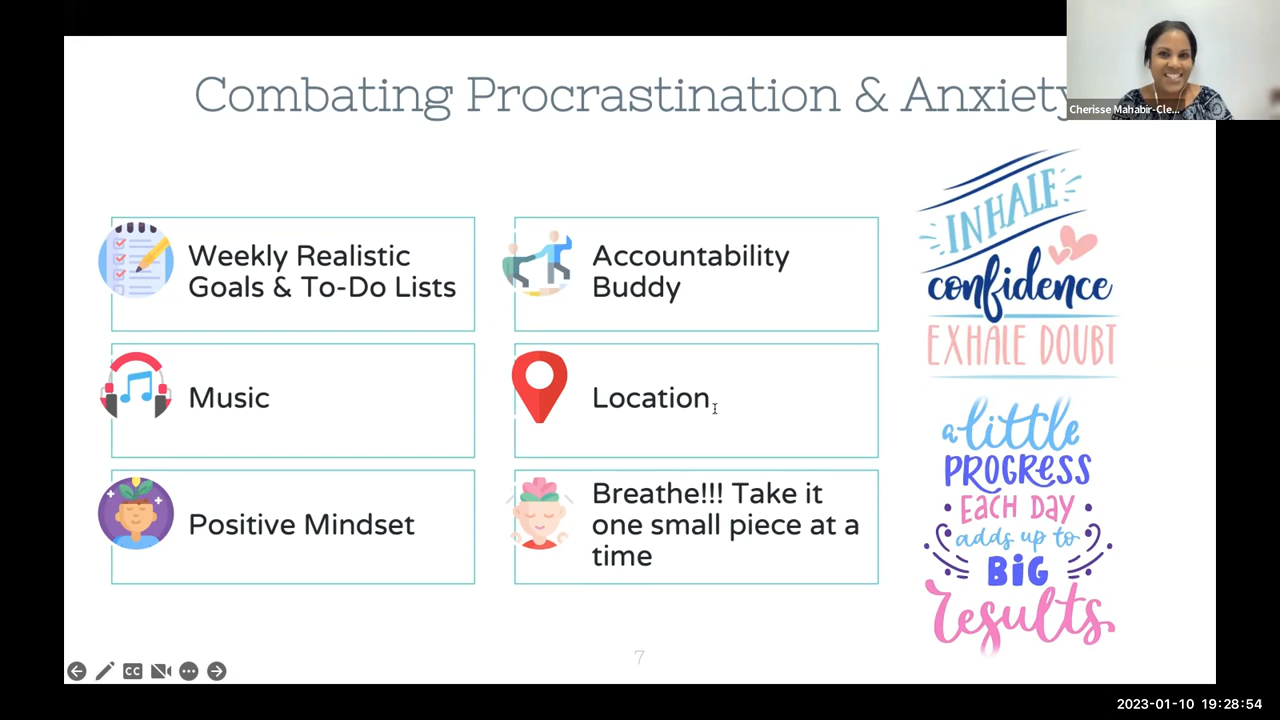 Combating Procrastination & Anxiety
Cherisse Mahabir-Cle...
Weekly Realistic
Goals & To-Do Lists
Accountability
Buddy
Music
Location
Positive Mindset
Breathe!!! Take it
one small piece at a
time
INHALE
confidence
EXHALE DOUBT
a little
PROGRESS
EACH DAY
adds up to
BIG
results
7
CC
2023-01-10 19:28:54